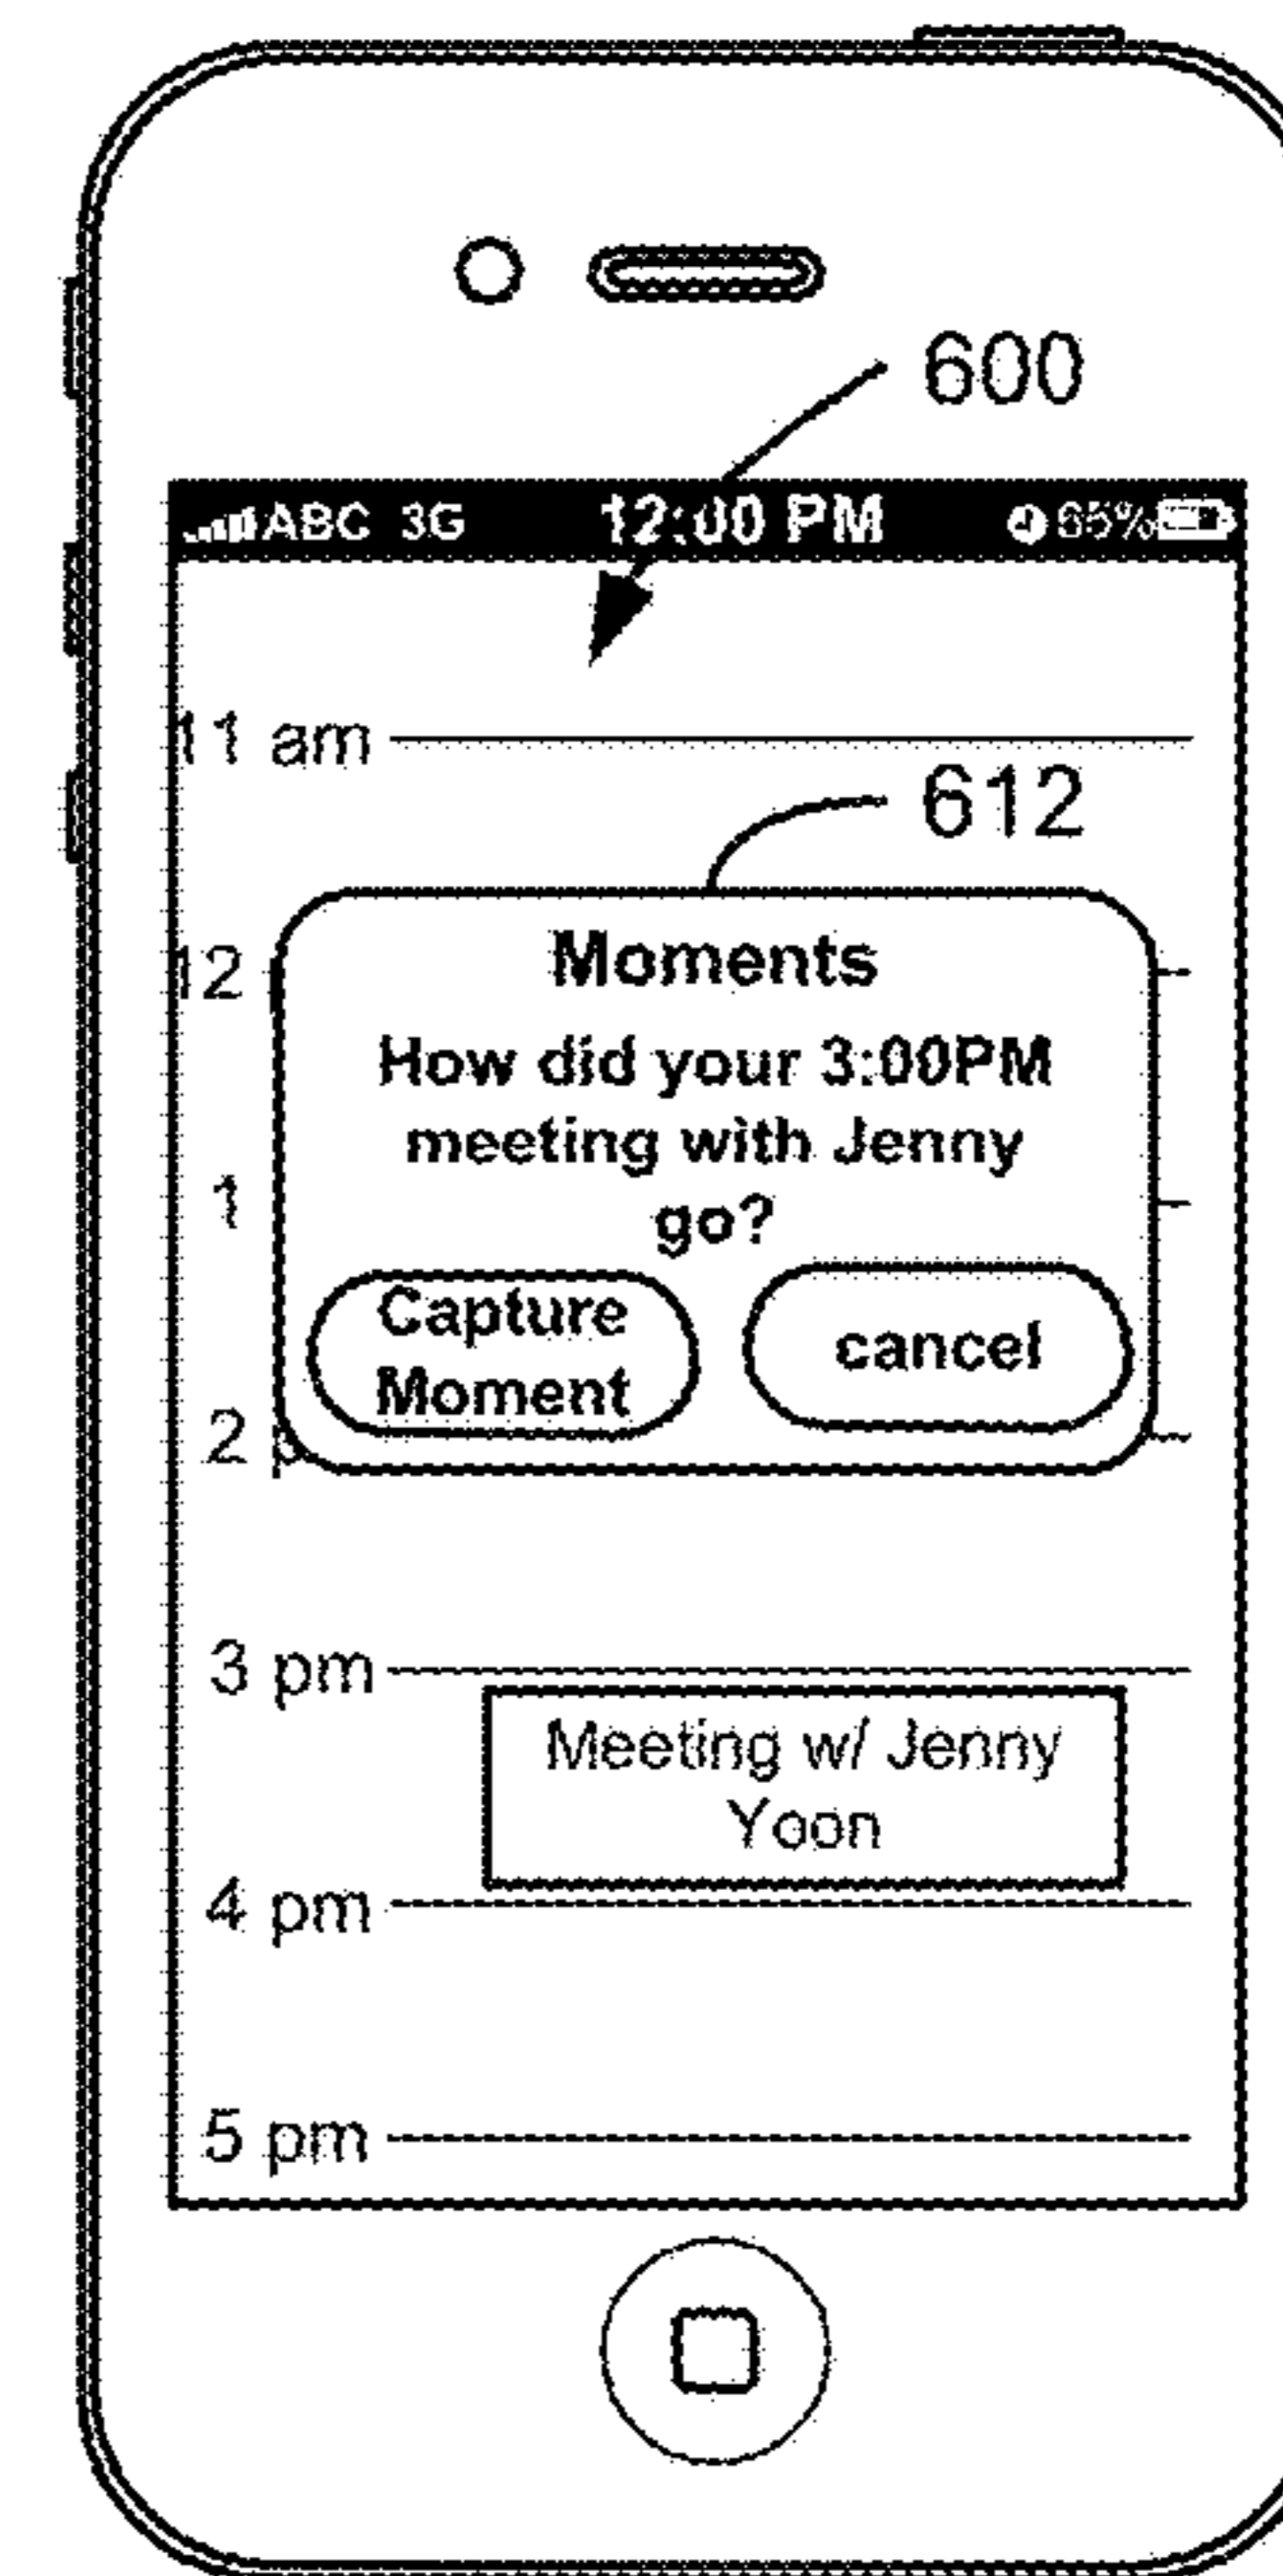 600
ABC 3G 12:00 PM 65%
11 am
612
Moments
12
How did your 3:00PM
meeting with Jenny
1
go?
Capture
Moment
cancel
2 p
3 pm
Meeting w/ Jenny
Yoon
4 pm
5 pm